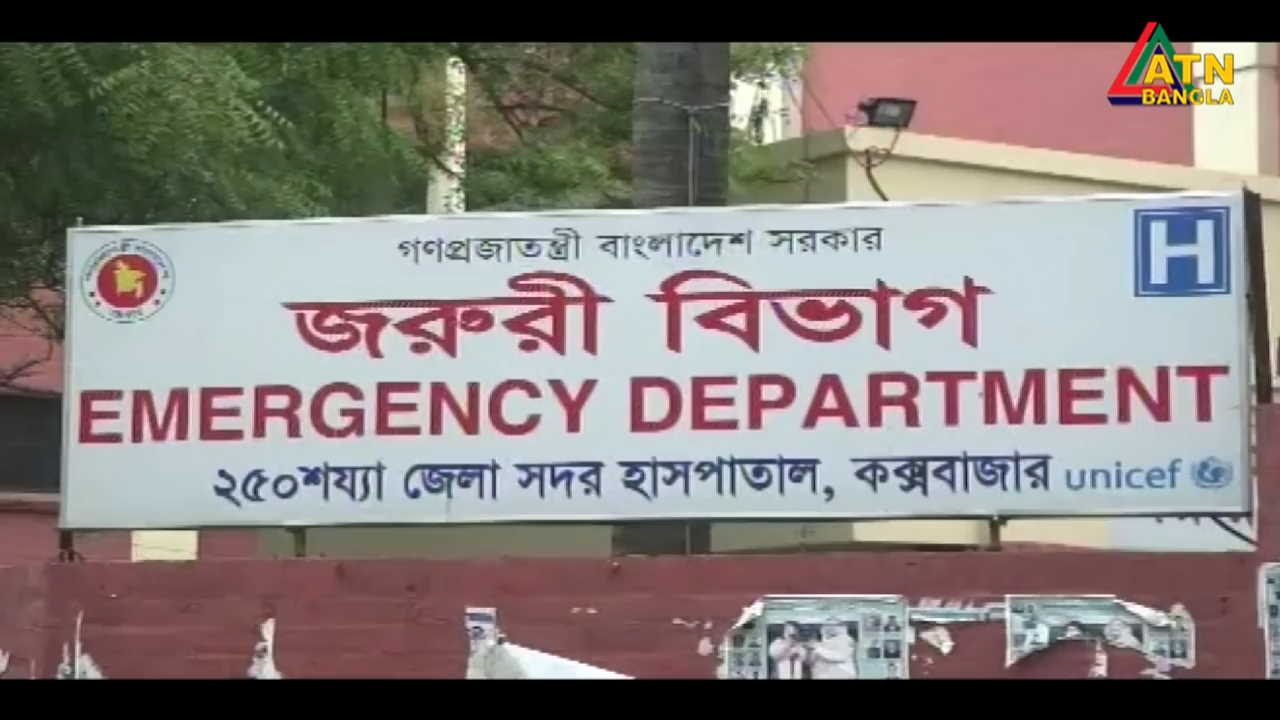 ATN
BANGLA
H
গণপ্রজাতন্ত্রী বাংলাদেশ সরকার
জরুরী বিভাগ
EMERGENCY DEPARTMENT
২৫০শয্যা জেলা সদর হাসপাতাল, কক্সবাজার unicef